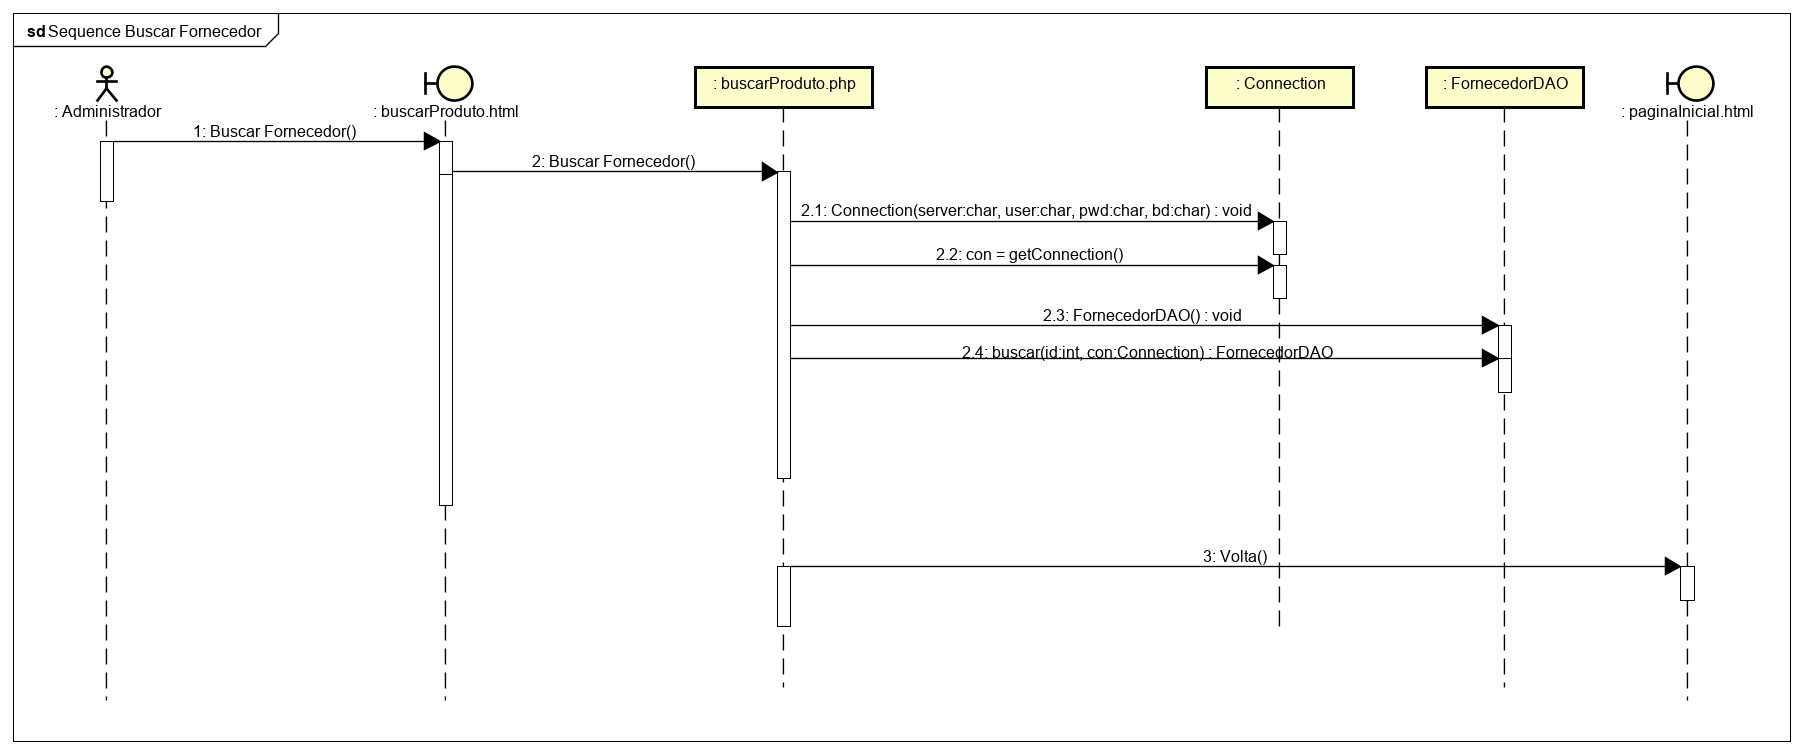 sd Sequence Buscar Fornecedor
: Administrador
: buscarProduto.html
: buscarProduto.php
: Connection
: FornecedorDAO
: paginaInicial.html
1: Buscar Fornecedor()
2: Buscar Fornecedor()
2.1: Connection(server:char, user:char, pwd:char, bd:char) : void
2.2: con = getConnection()
2.3: FornecedorDAO() : void
2.4: buscar(id:int, con:Connection) : FornecedorDAO
3: Volta()